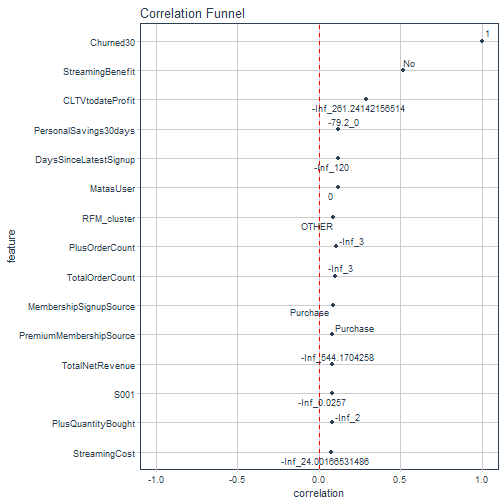 Correlation Funnel
Churned30
1
StreamingBenefit
No
CLTVtodateProfit
-Inf_261.24142156514
PersonalSavings30days
-79.2_0
DaysSinceLatestSignup
-Inf_120
MatasUser
0
RFM_cluster
OTHER
PlusOrderCount
-Inf_3
TotalOrderCount
-Inf_3
MembershipSignupSource
Purchase
PremiumMembershipSource
Purchase
TotalNetRevenue
-Inf_544.1704258
S001
-Inf_0.0257
PlusQuantityBought
-Inf_2
StreamingCost
-Inf_24.00166531486
feature
-1.0 -0.5 0.0 0.5 1.0
correlation